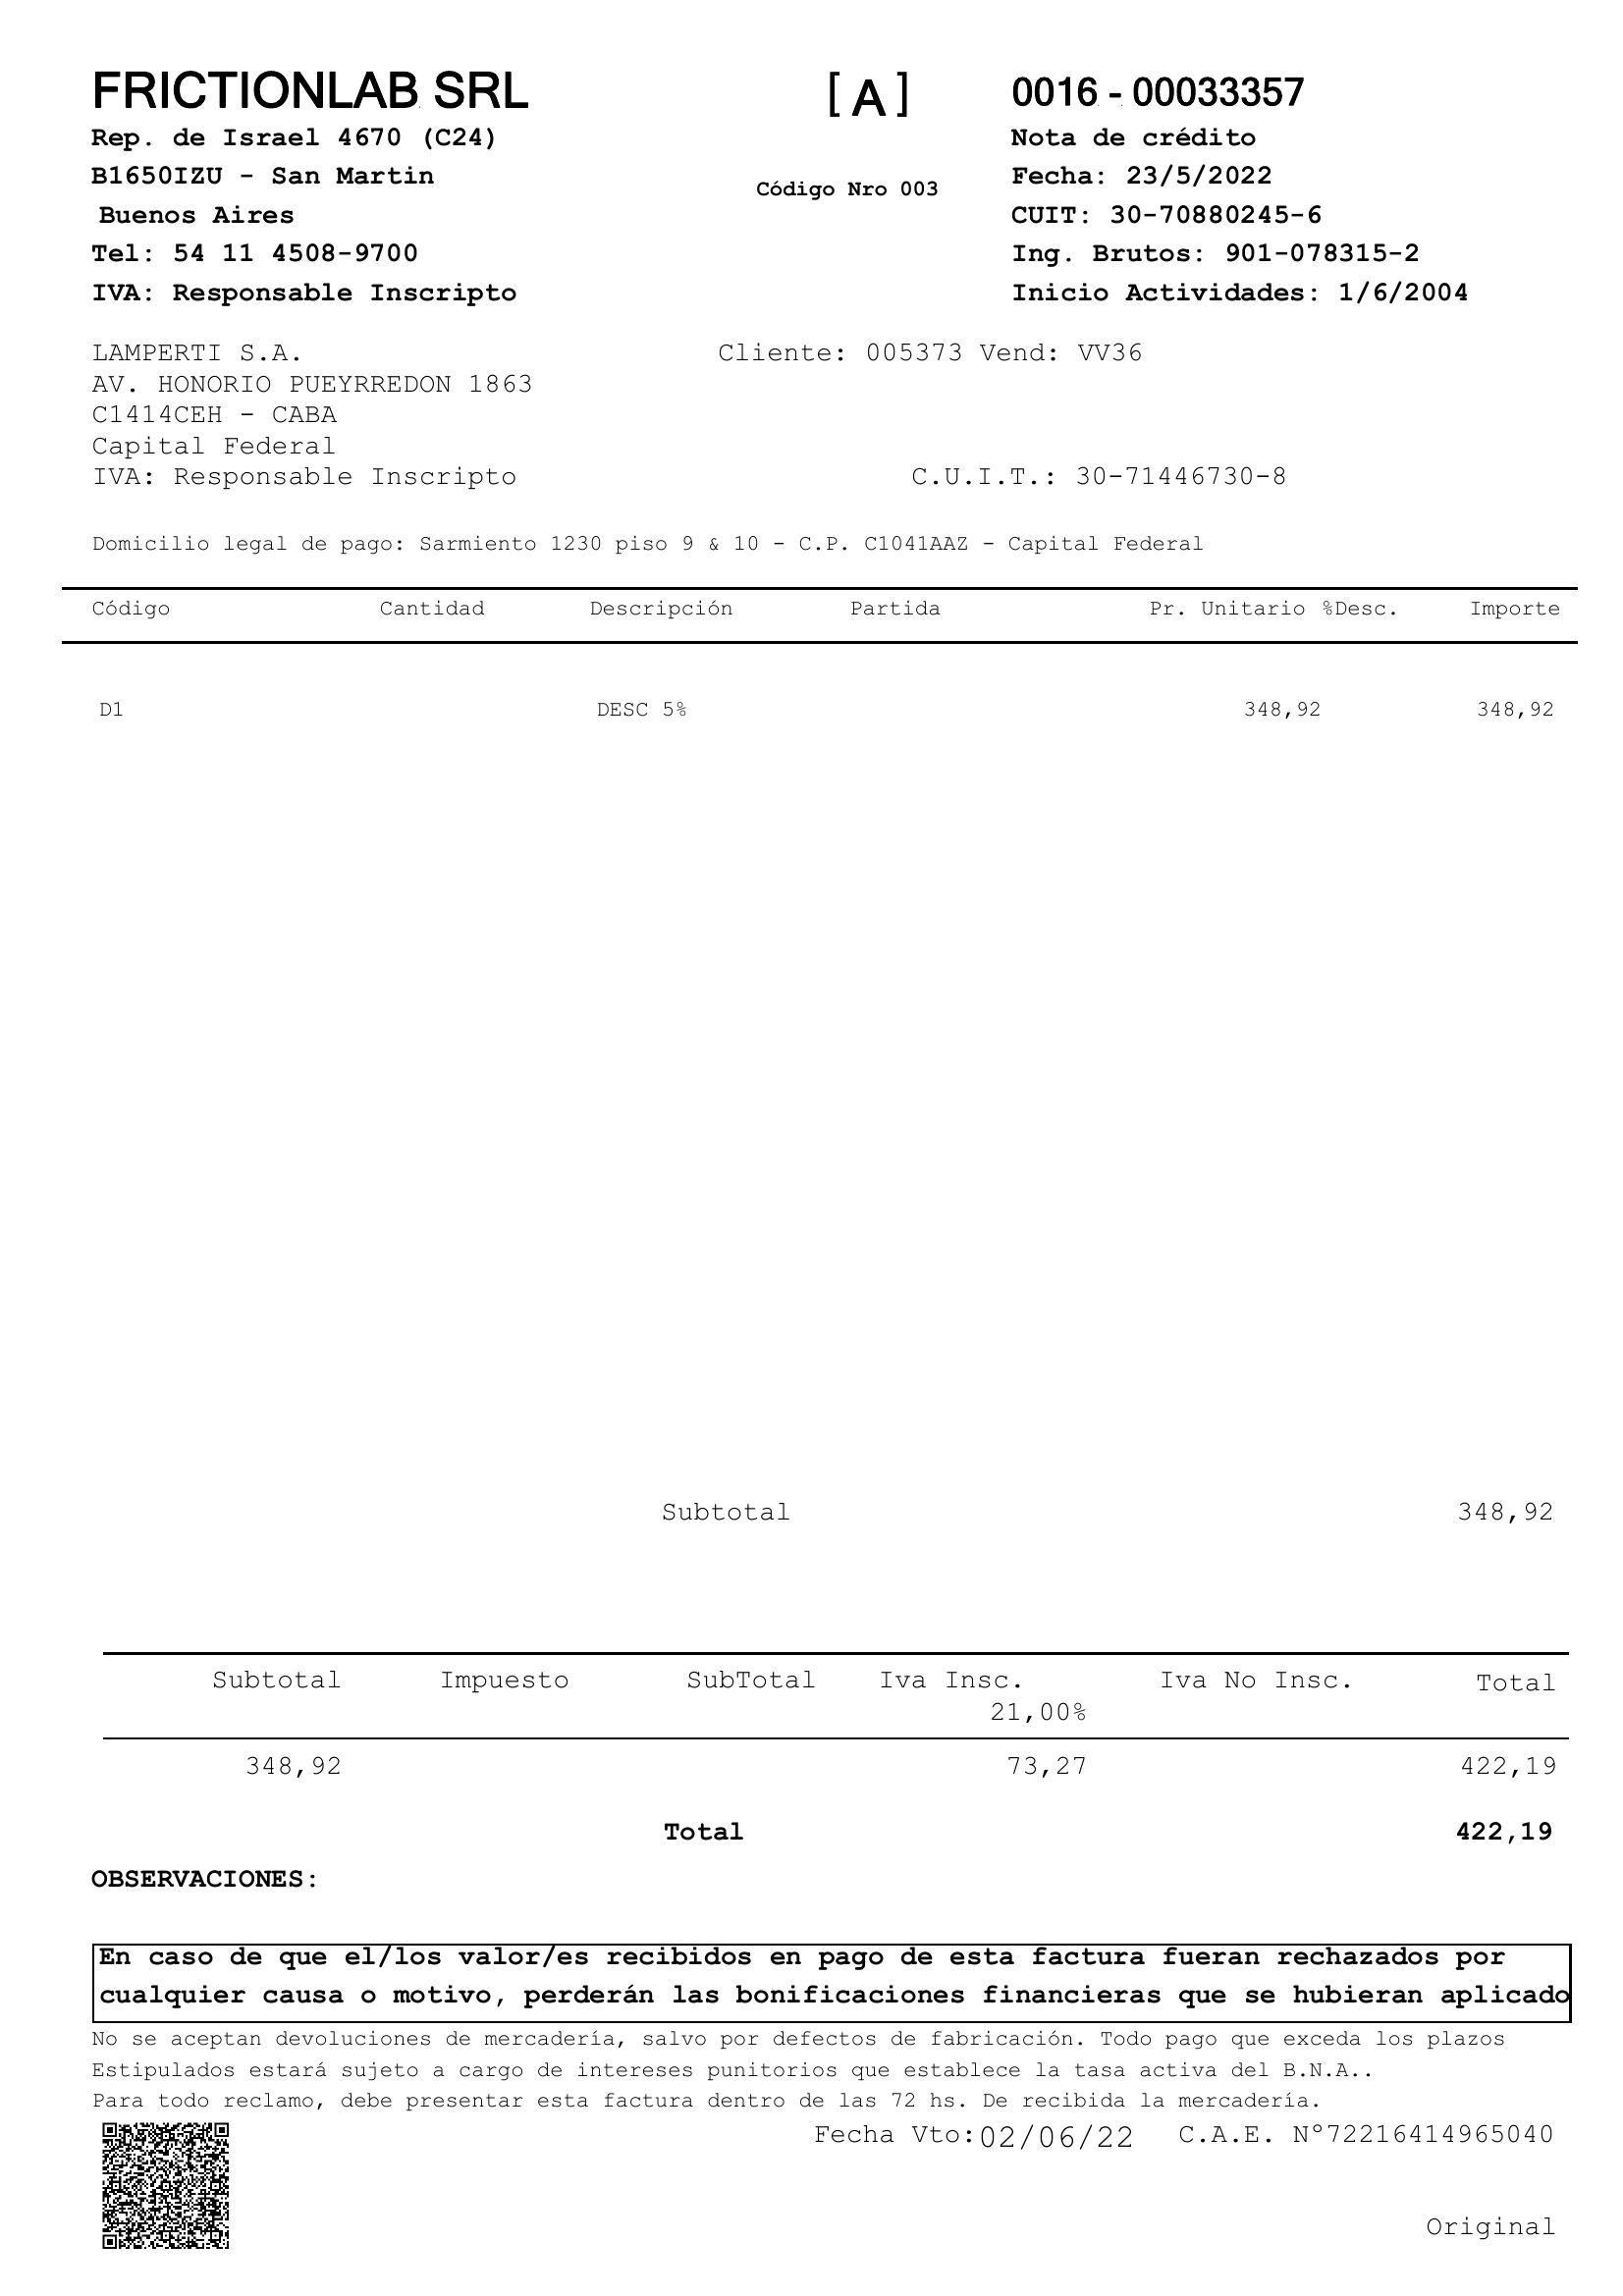 FRICTIONLAB SRL [ A ] 0016 - 00033357
Rep. de Israel 4670 (C24) Nota de crédito
B1650IZU - San Martin Fecha: 23/5/2022
Código Nro 003
Buenos Aires CUIT: 30-70880245-6
Tel: 54 11 4508-9700 Ing. Brutos: 901-078315-2
IVA: Responsable Inscripto Inicio Actividades: 1/6/2004
LAMPERTI S.A. Cliente: 005373 Vend: VV36
AV. HONORIO PUEYRREDON 1863
C1414CEH - CABA
Capital Federal
IVA: Responsable Inscripto C.U.I.T.: 30-71446730-8
Domicilio legal de pago: Sarmiento 1230 piso 9 & 10 - C.P. C1041AAZ - Capital Federal
Código Cantidad Descripción Partida Pr. Unitario %Desc. Importe
D1 DESC 5% 348,92 348,92
Subtotal 348,92
Subtotal Impuesto SubTotal Iva Insc. Iva No Insc. Total
21,00%
348,92 73,27 422,19
Total 422,19
OBSERVACIONES:
En caso de que el/los valor/es recibidos en pago de esta factura fueran rechazados por
cualquier causa o motivo, perderán las bonificaciones financieras que se hubieran aplicado
No se aceptan devoluciones de mercadería, salvo por defectos de fabricación. Todo pago que exceda los plazos
Estipulados estará sujeto a cargo de intereses punitorios que establece la tasa activa del B.N.A..
Para todo reclamo, debe presentar esta factura dentro de las 72 hs. De recibida la mercadería.
Fecha Vto:02/06/22 C.A.E. Nº72216414965040
Original